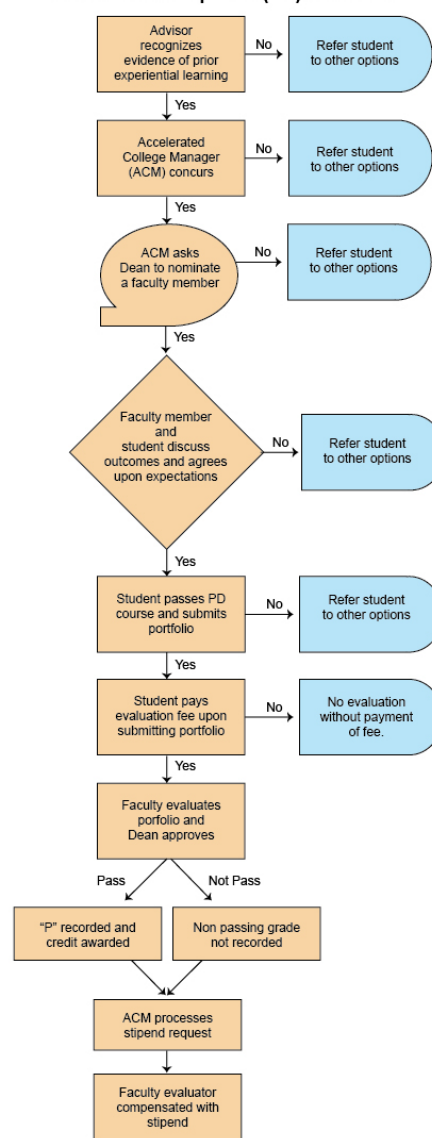 Advisor
recognizes
evidence of prior
experiential learning
No
Refer student
to other options
Yes
Accelerated
College Manager
(ACM) concurs
No
Refer student
to other options
Yes
ACM asks
Dean to nominate
a faculty member
No
Refer student
to other options
Yes
Faculty member
and
student discuss
outcomes and agrees
upon expectations
No
Refer student
to other options
Yes
Student passes PD
course and submits
portfolio
No
Refer student
to other options
Yes
Student pays
evaluation fee upon
submitting portfolio
No
No evaluation
without payment
of fee.
Yes
Faculty evaluates
porfolio and
Dean approves
Pass
Not Pass
"P" recorded and
credit awarded
Non passing grade
not recorded
ACM processes
stipend request
Faculty evaluator
compensated with
stipend